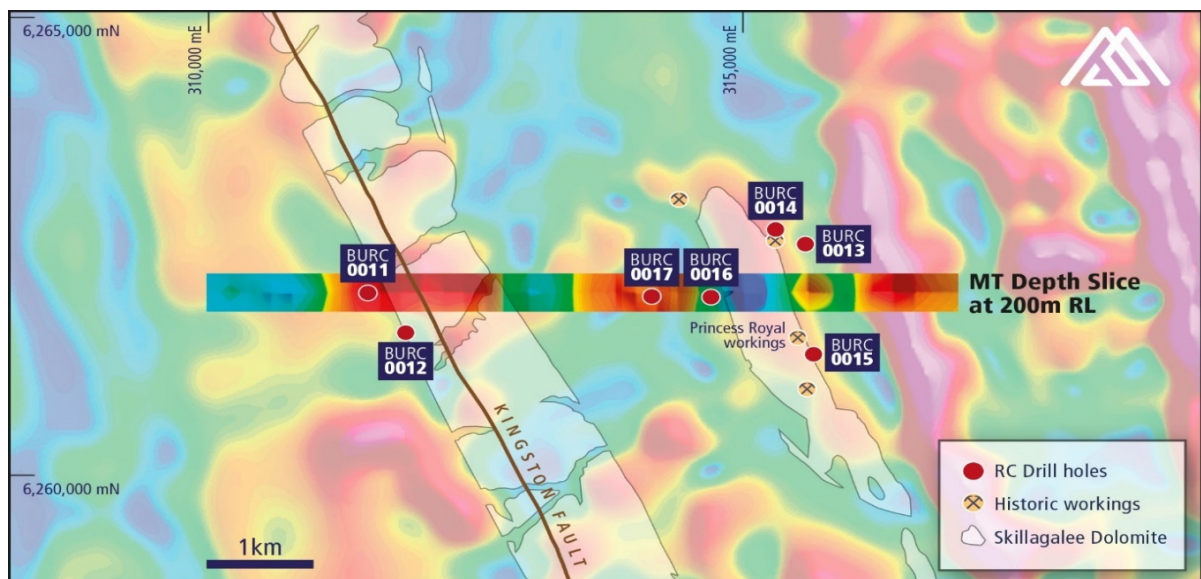 6,265,000 mN
310,000 mE
315,000 mE
BURC
0014
BURC
0013
BURC
0011
BURC
0017
BURC
0016
MT Depth Slice
at 200m RL
Princess Royal
workings
BURC
0012
BURC
0015
KINGSTON FAULT
6,260,000 mN
1km
RC Drill holes
Historic workings
Skillagalee Dolomite